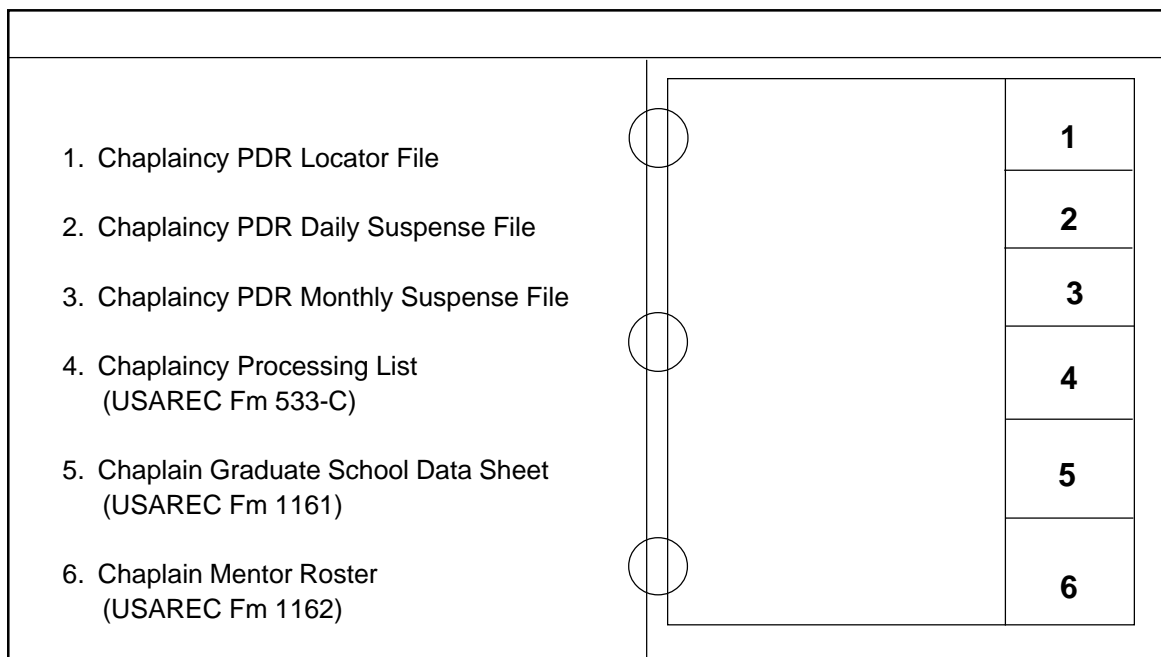 1. Chaplaincy PDR Locator File
2. Chaplaincy PDR Daily Suspense File
3. Chaplaincy PDR Monthly Suspense File
4. Chaplaincy Processing List
(USAREC Fm 533-C)
5. Chaplain Graduate School Data Sheet
(USAREC Fm 1161)
6. Chaplain Mentor Roster
(USAREC Fm 1162)
1
2
3
4
5
6